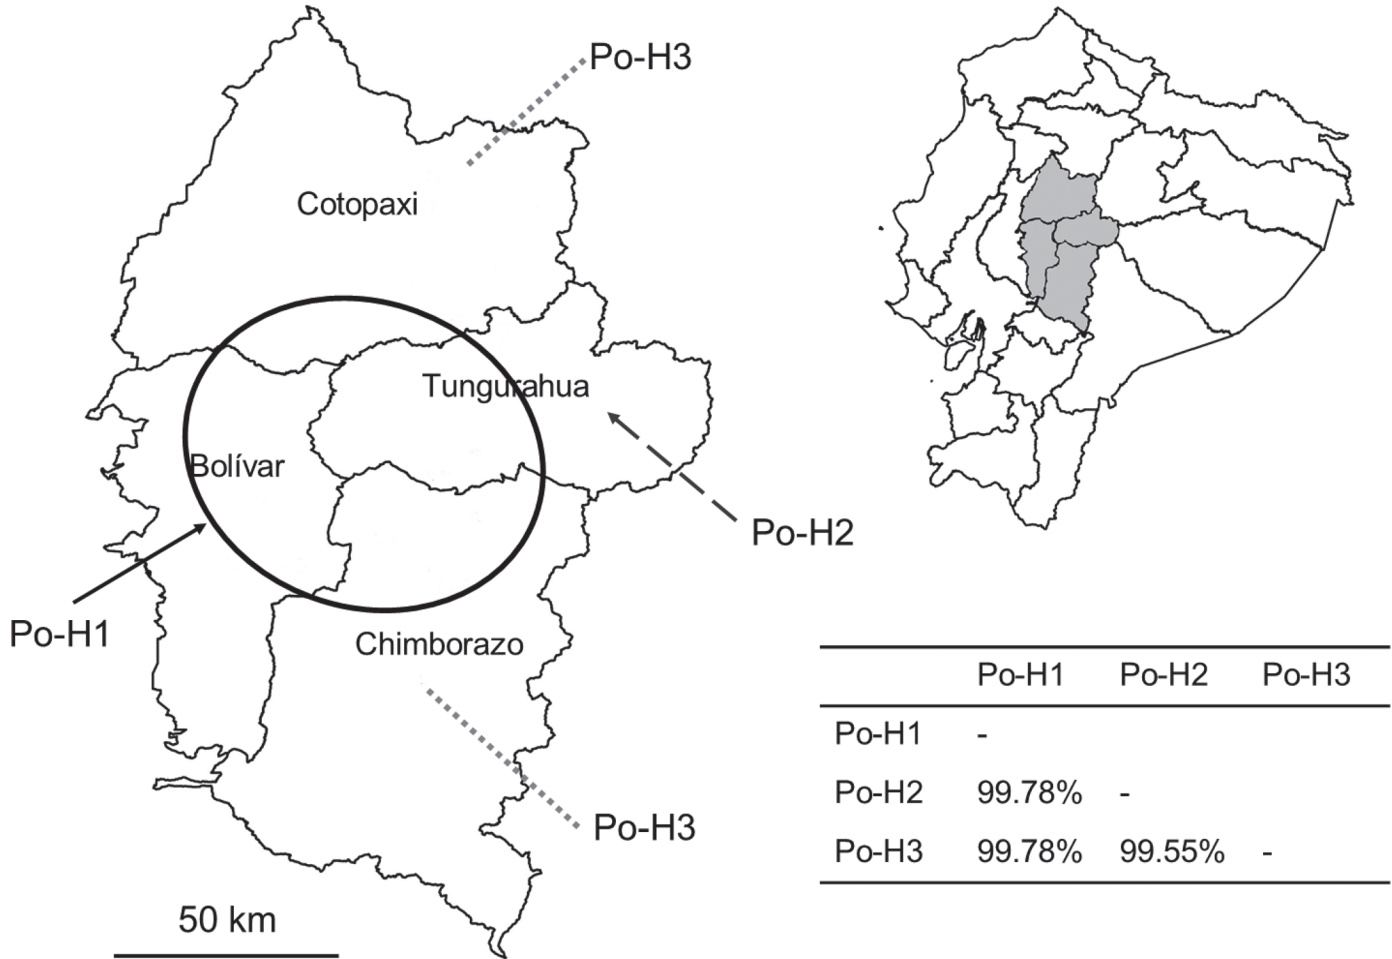 Po-H3
Cotopaxi
Tungurahua
Bolívar
Po-H2
Po-H1
Chimborazo
Po-H3
50 km
Po-H1 Po-H2 Po-H3
Po-H1 -
Po-H2 99.78% -
Po-H3 99.78% 99.55% -